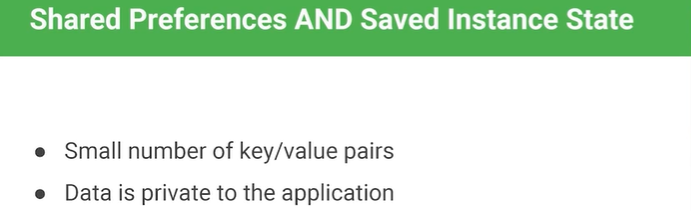 Shared Preferences AND Saved Instance State
● Small number of key/value pairs
● Data is private to the application